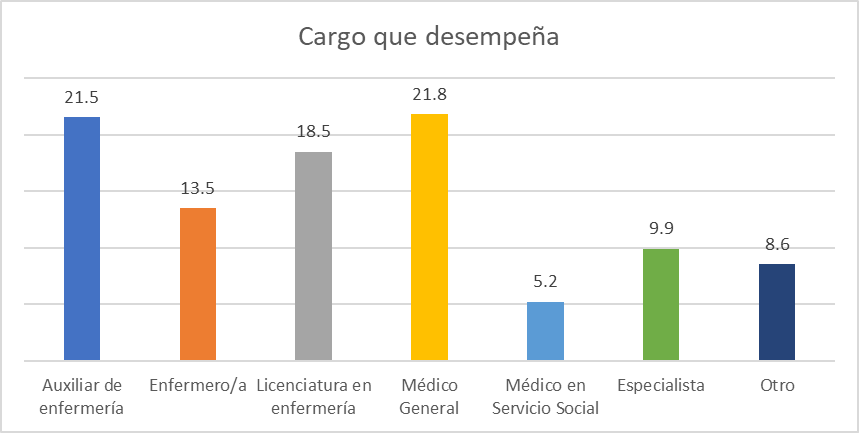 Cargo que desempeña
21.5
13.5
18.5
21.8
5.2
9.9
8.6
Auxiliar de
enfermería
Enfermero/a
Licenciatura en
enfermería
Médico
General
Médico en
Servicio Social
Especialista
Otro